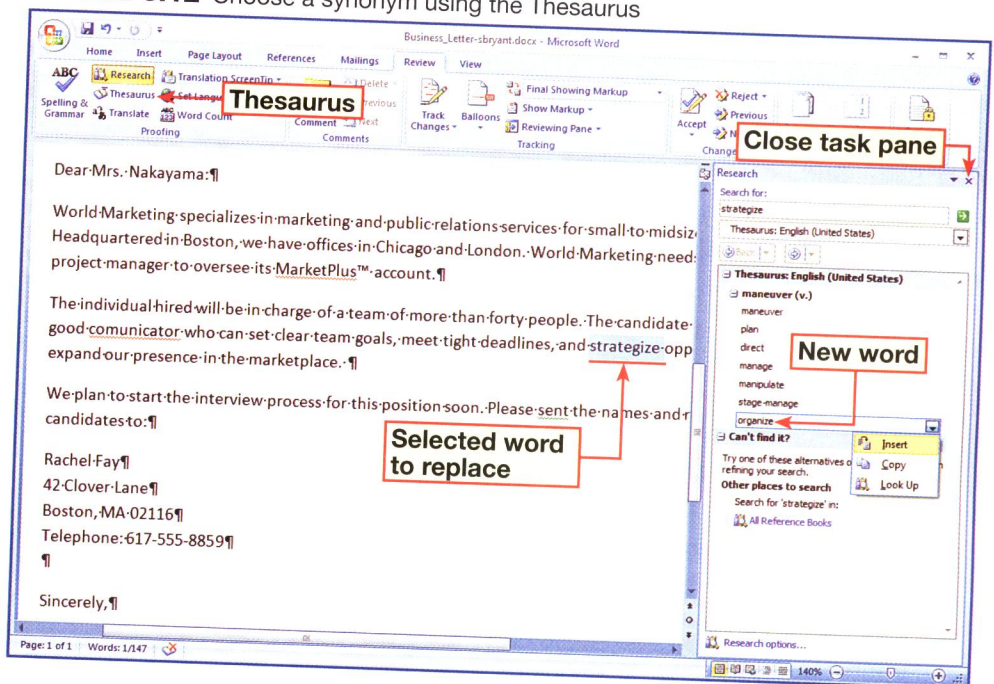 Choose a synonym using the Thesaurus
Business_Letter-sbryant.docx - Microsoft Word
Home Insert Page Layout References Mailings Review View
ABC
Spelling &
Grammar
Research
Thesaurus
Translate
Translation ScreenTip
Word Count
Proofing
Thesaurus
Delete
Previous
Next
Comment
Comments
Track
Changes
Balloons
Final Showing Markup
Show Markup
Reviewing Pane
Tracking
Accept
Reject
Previous
Close task pane
Dear·Mrs.·Nakayama:¶
World·Marketing·specializes·in·marketing·and·public·relations·services·for·small·to·midsiz
Headquartered·in·Boston,·we·have·offices·in·Chicago·and·London.·World·Marketing·need
project·manager·to·oversee·its·MarketPlus™·account.¶
The·individual·hired·will·be·in·charge·of·a·team·of·more·than·forty·people.·The·candidate·
good·comunicator·who·can·set·clear·team·goals,·meet·tight·deadlines,·and·strategize·opp
expand·our·presence·in·the·marketplace.·¶
We·plan·to·start·the·interview·process·for·this·position·soon.·Please·sent·the·names·and·r
candidates·to:¶
Selected word
to replace
Rachel·Fay¶
42·Clover·Lane¶
Boston,·MA·02116¶
Telephone:·617-555-8859¶
¶
Sincerely,¶
Research
Search for:
strategize
Thesaurus: English (United States)
Back
Thesaurus: English (United States)
maneuver (v.)
maneuver
plan
direct
manage
manipulate
stage-manage
organize
New word
Insert
Copy
Look Up
Can't find it?
Try one of these alternatives o
refining your search.
Other places to search
Search for 'strategize' in:
All Reference Books
Research options...
Page: 1 of 1 Words: 1/147
140%